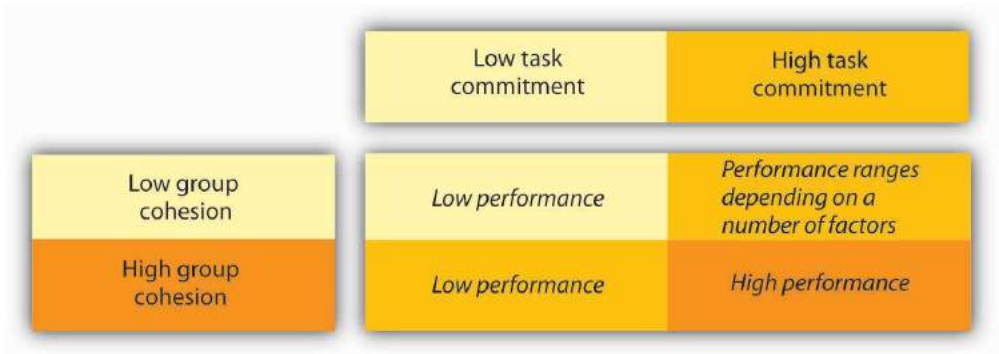 Low task
commitment
High task
commitment
Low group
cohesion
Low performance
Performance ranges
depending on a
number of factors
High group
cohesion
Low performance
High performance